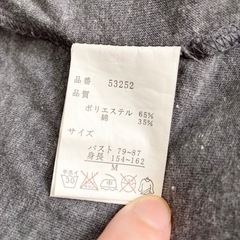 品番 53252
品質
ポリエステル 65%
綿 35%
サイズ
バスト 79-87
身長 154-162
M